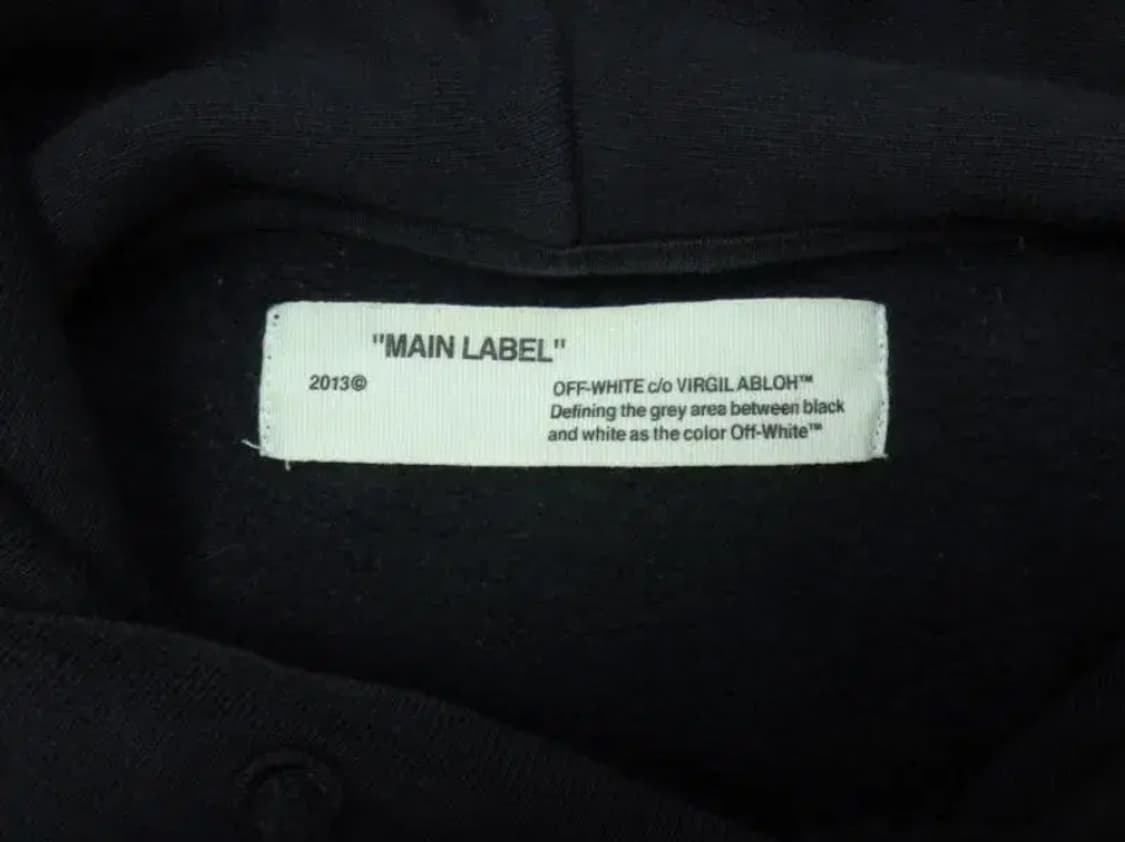 "MAIN LABEL"
2013©
OFF-WHITE c/o VIRGIL ABLOH™
Defining the grey area between black
and white as the color Off-White™